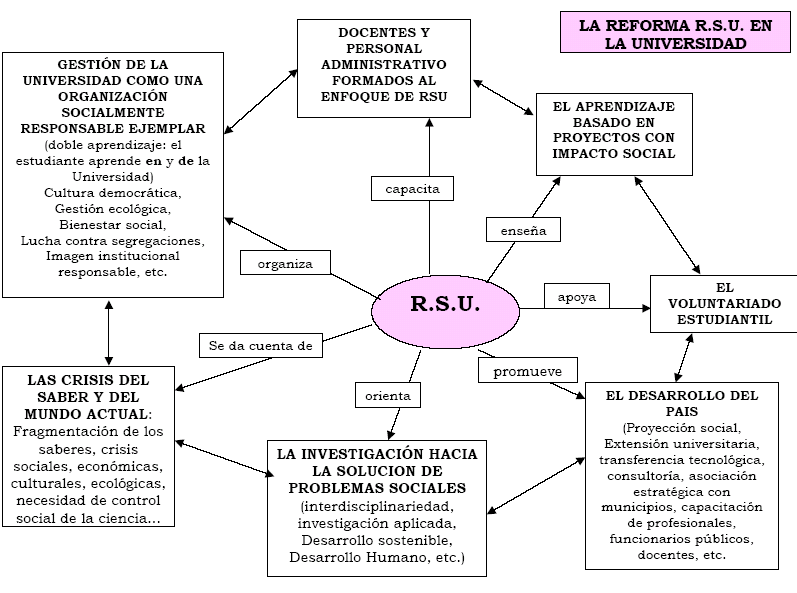 LA REFORMA R.S.U. EN
LA UNIVERSIDAD
DOCENTES Y
PERSONAL
ADMINISTRATIVO
FORMADOS AL
ENFOQUE DE RSU
GESTIÓN DE LA
UNIVERSIDAD COMO UNA
ORGANIZACIÓN
SOCIALMENTE
RESPONSABLE EJEMPLAR
(doble aprendizaje: el
estudiante aprende en y de la
Universidad)
Cultura democrática,
Gestión ecológica,
Bienestar social,
Lucha contra segregaciones,
Imagen institucional
responsable, etc.
EL APRENDIZAJE
BASADO EN
PROYECTOS CON
IMPACTO SOCIAL
capacita
enseña
organiza
R.S.U.
apoya
EL
VOLUNTARIADO
ESTUDIANTIL
Se da cuenta de
promueve
orienta
LAS CRISIS DEL
SABER Y DEL
MUNDO ACTUAL:
Fragmentación de los
saberes, crisis
sociales, económicas,
culturales, ecológicas,
necesidad de control
social de la ciencia...
LA INVESTIGACIÓN HACIA
LA SOLUCION DE
PROBLEMAS SOCIALES
(interdisciplinariedad,
investigación aplicada,
Desarrollo sostenible,
Desarrollo Humano, etc.)
EL DESARROLLO DEL
PAIS
(Proyección social,
Extensión universitaria,
transferencia tecnológica,
consultoría, asociación
estratégica con
municipios, capacitación
de profesionales,
funcionarios públicos,
docentes, etc.